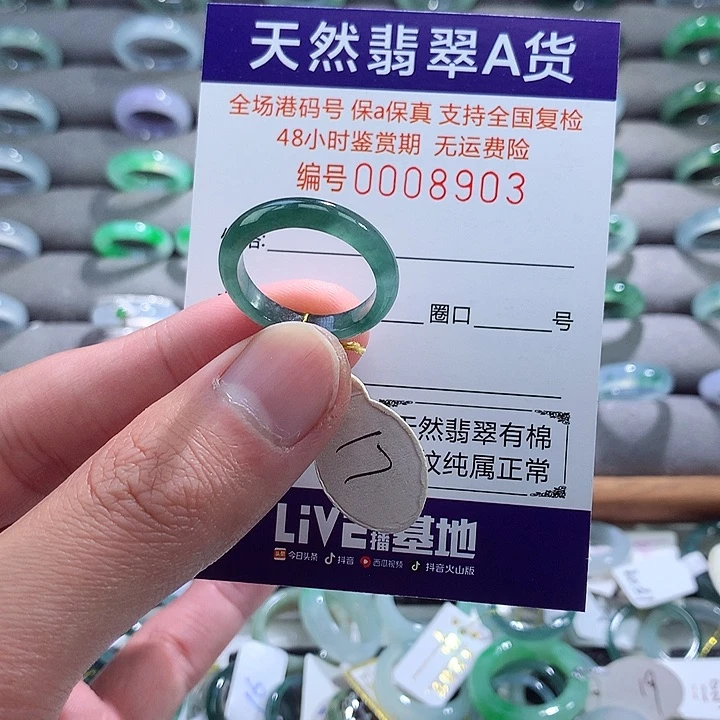 天然翡翠A货
全场港码号 保a保真 支持全国复检
48小时鉴赏期 无运费险
编号0008903
圈口 号
天然翡翠有棉
纹纯属正常
LiVE播基地
今日头条 抖音 西瓜视频 抖音火山版
17